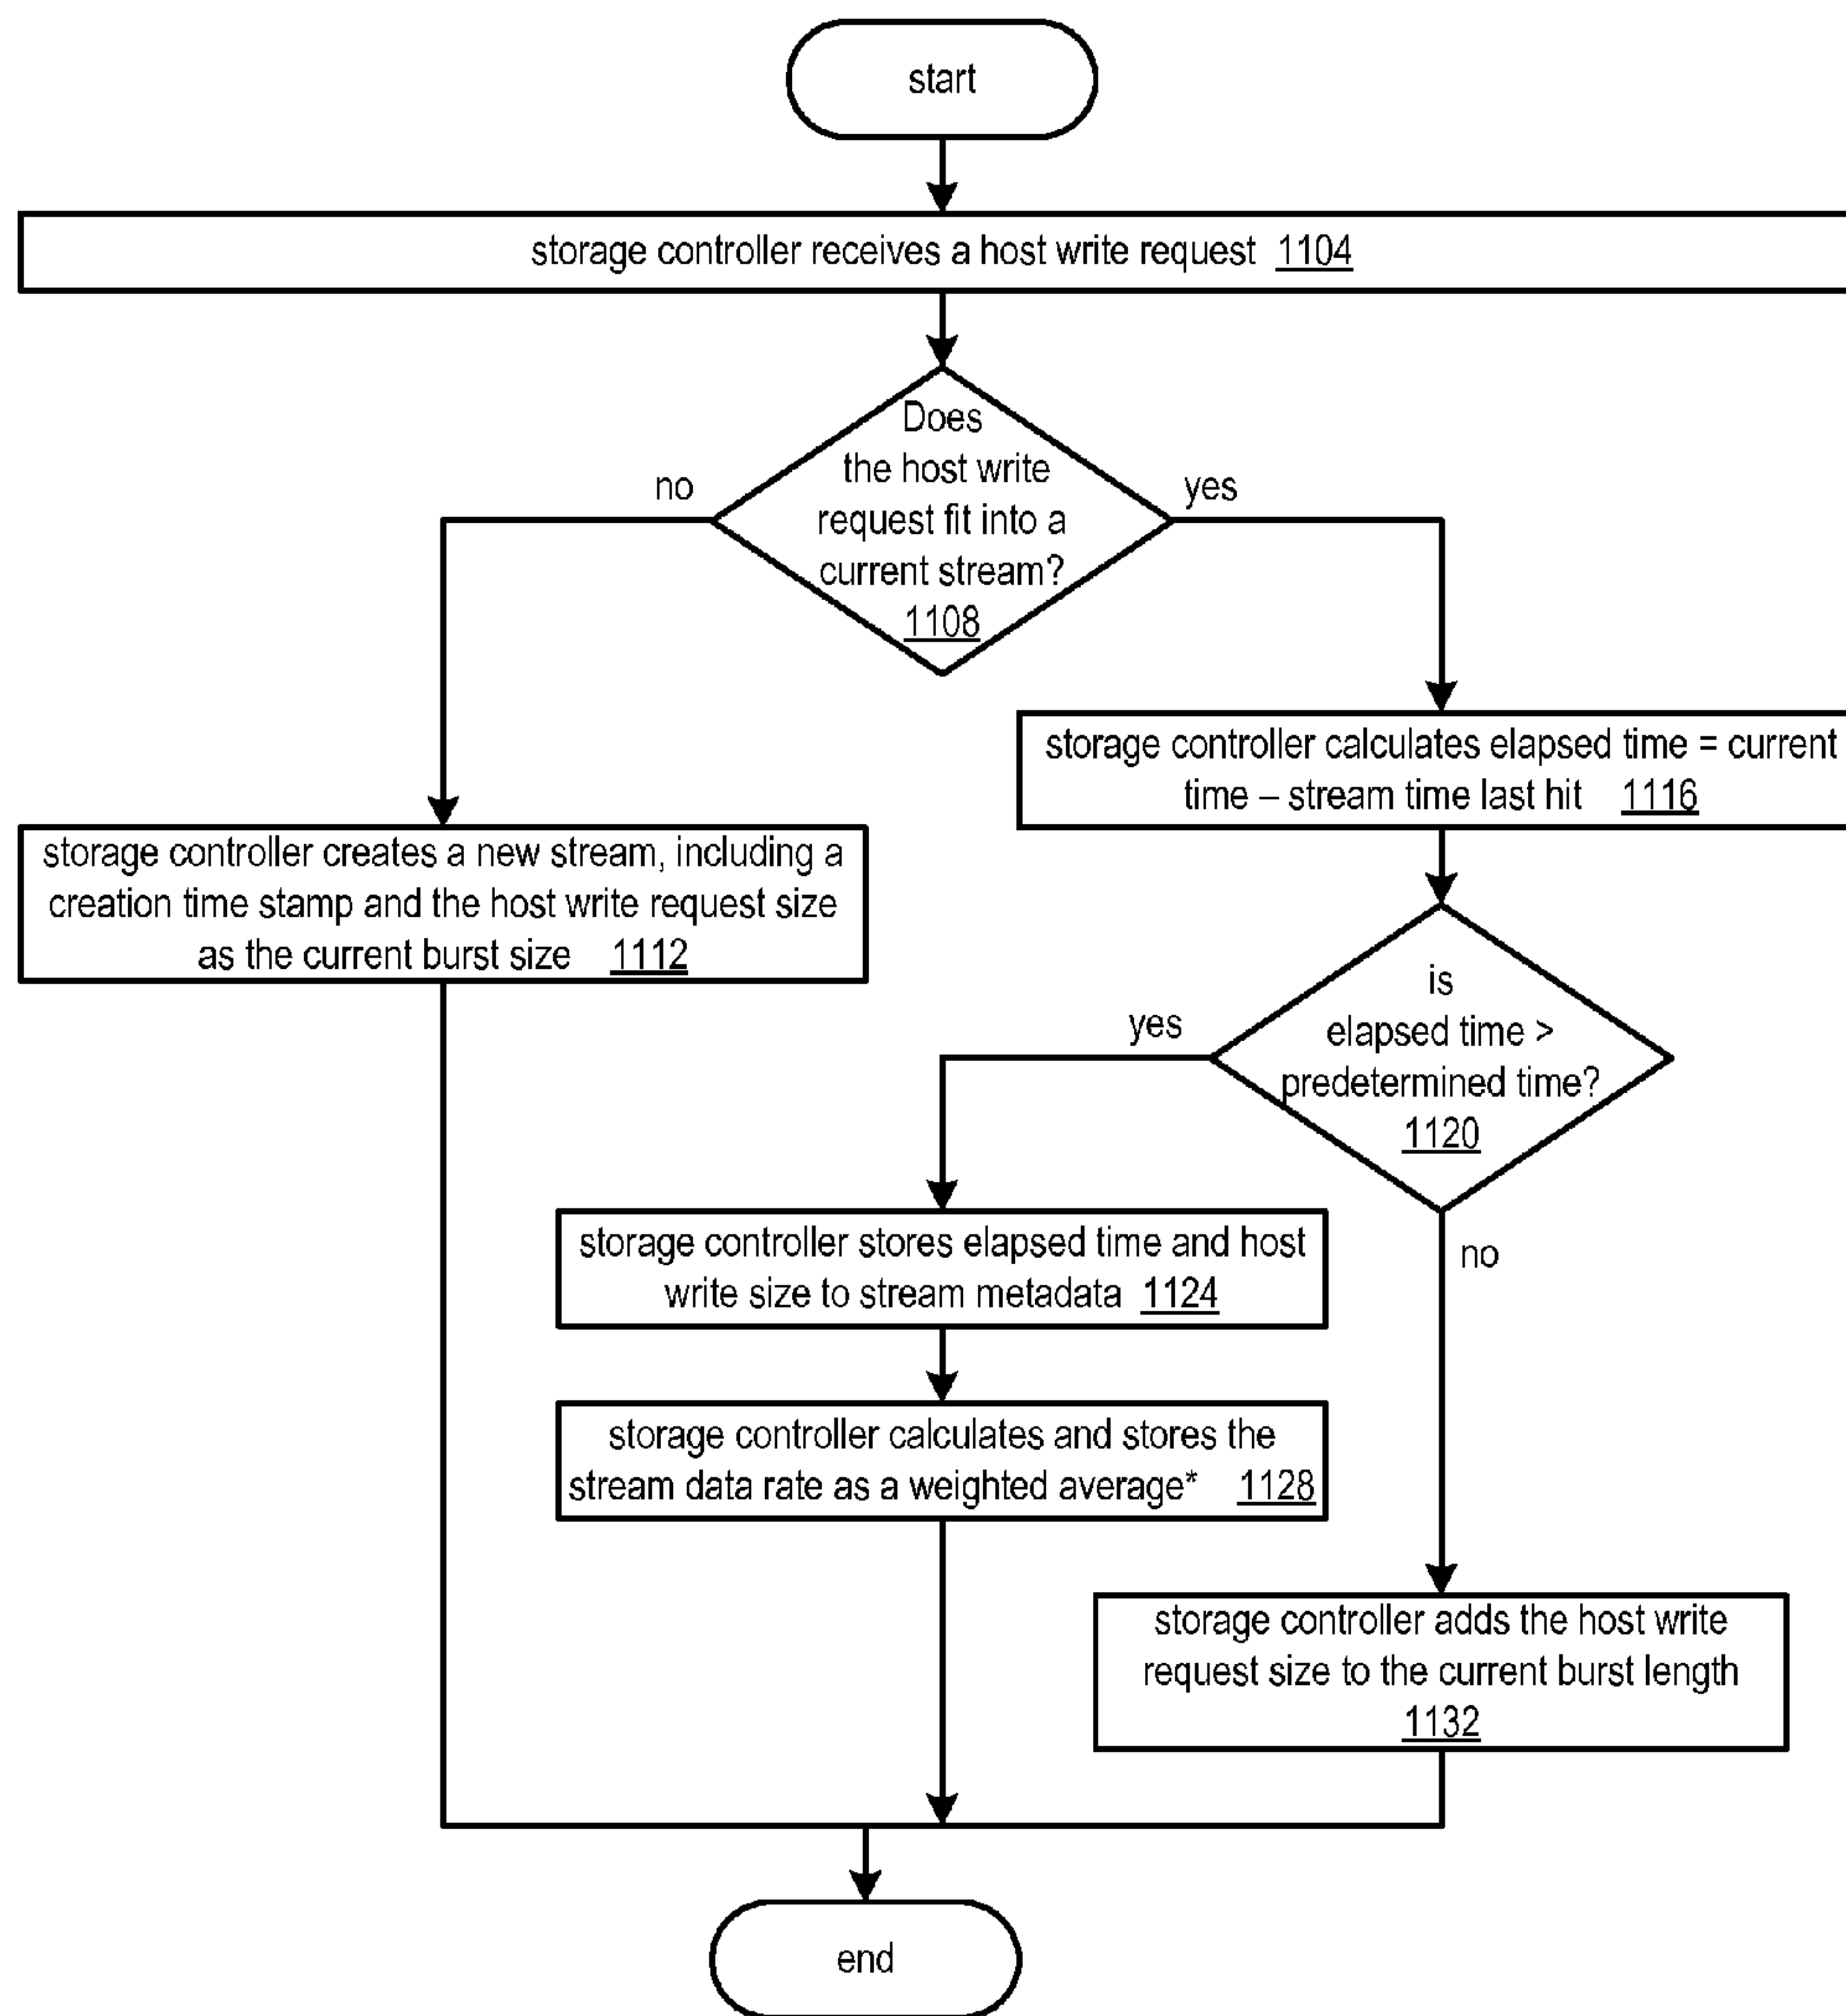 start
storage controller receives a host write request 1104
Does
the host write
request fit into a
current stream?
1108
no
yes
storage controller calculates elapsed time = current
time – stream time last hit 1116
storage controller creates a new stream, including a
creation time stamp and the host write request size
as the current burst size 1112
is
elapsed time >
predetermined time?
1120
yes
no
storage controller stores elapsed time and host
write size to stream metadata 1124
storage controller calculates and stores the
stream data rate as a weighted average* 1128
storage controller adds the host write
request size to the current burst length
1132
end